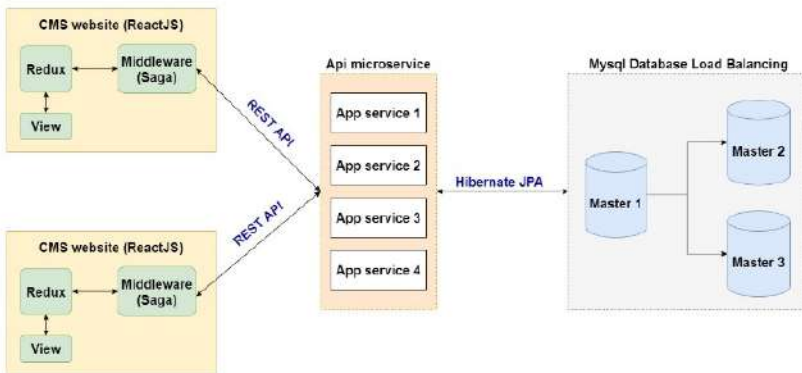 CMS website (ReactJS)
Redux
Middleware
(Saga)
View
REST API
CMS website (ReactJS)
Redux
Middleware
(Saga)
View
REST API
Api microservice
App service 1
App service 2
App service 3
App service 4
Hibernate JPA
Mysql Database Load Balancing
Master 1
Master 2
Master 3